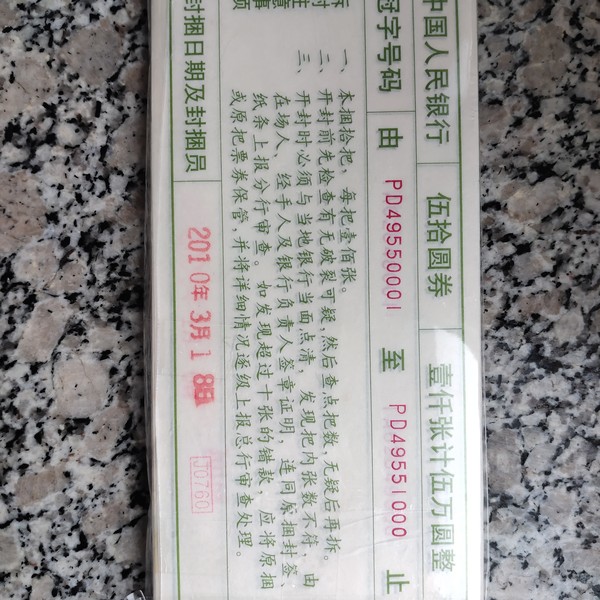 中国人民银行 伍拾圆券 壹仟张计伍万圆整
冠字号码 由 PD49550001 至 PD49551000 止
一、本捆拾把，每把壹佰张。
二、开封前先检查有无破裂可疑，然后查点把数，无疑后再拆。
三、开封时必须与当地银行当面点清，发现把内张数不符，由
在场人、经手人及银行负责人签章证明，连同原捆封签
纸条上报分行审查。如发现超过十张的错款，应将原捆
或原把票券保管，并将详细情况逐级上报总行审查处理。
封捆日期及封捆员 2010年3月18日 J0760